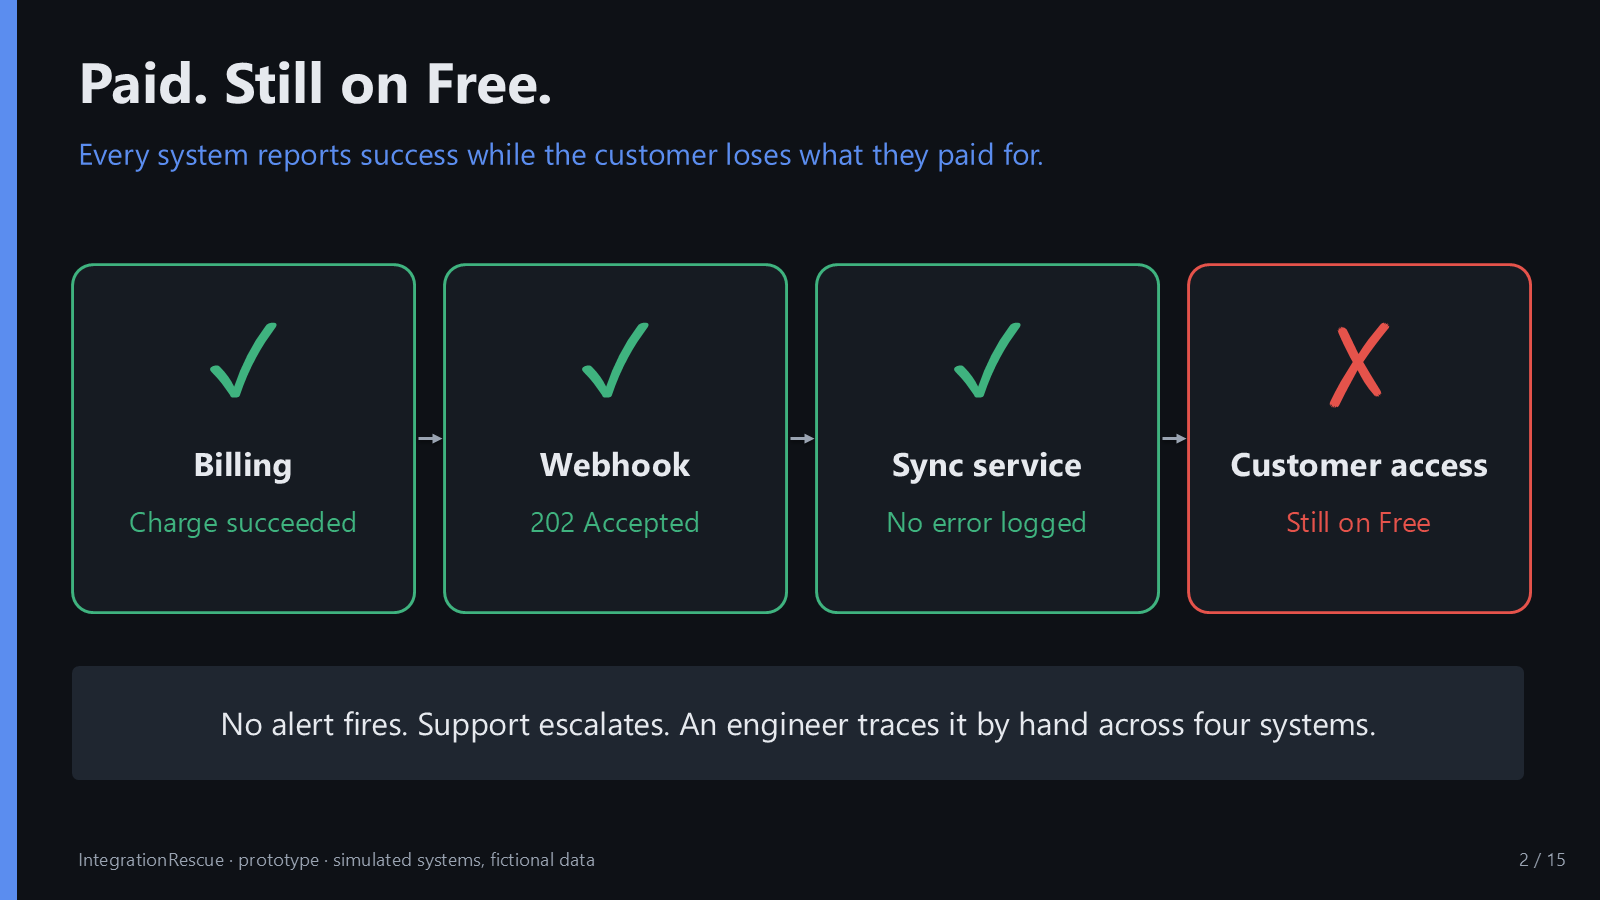 Paid. Still on Free.
Every system reports success while the customer loses what they paid for.
✓
Billing
Charge succeeded
✓
Webhook
202 Accepted
✓
Sync service
No error logged
✗
Customer access
Still on Free
No alert fires. Support escalates. An engineer traces it by hand across four systems.
IntegrationRescue · prototype · simulated systems, fictional data
2 / 15